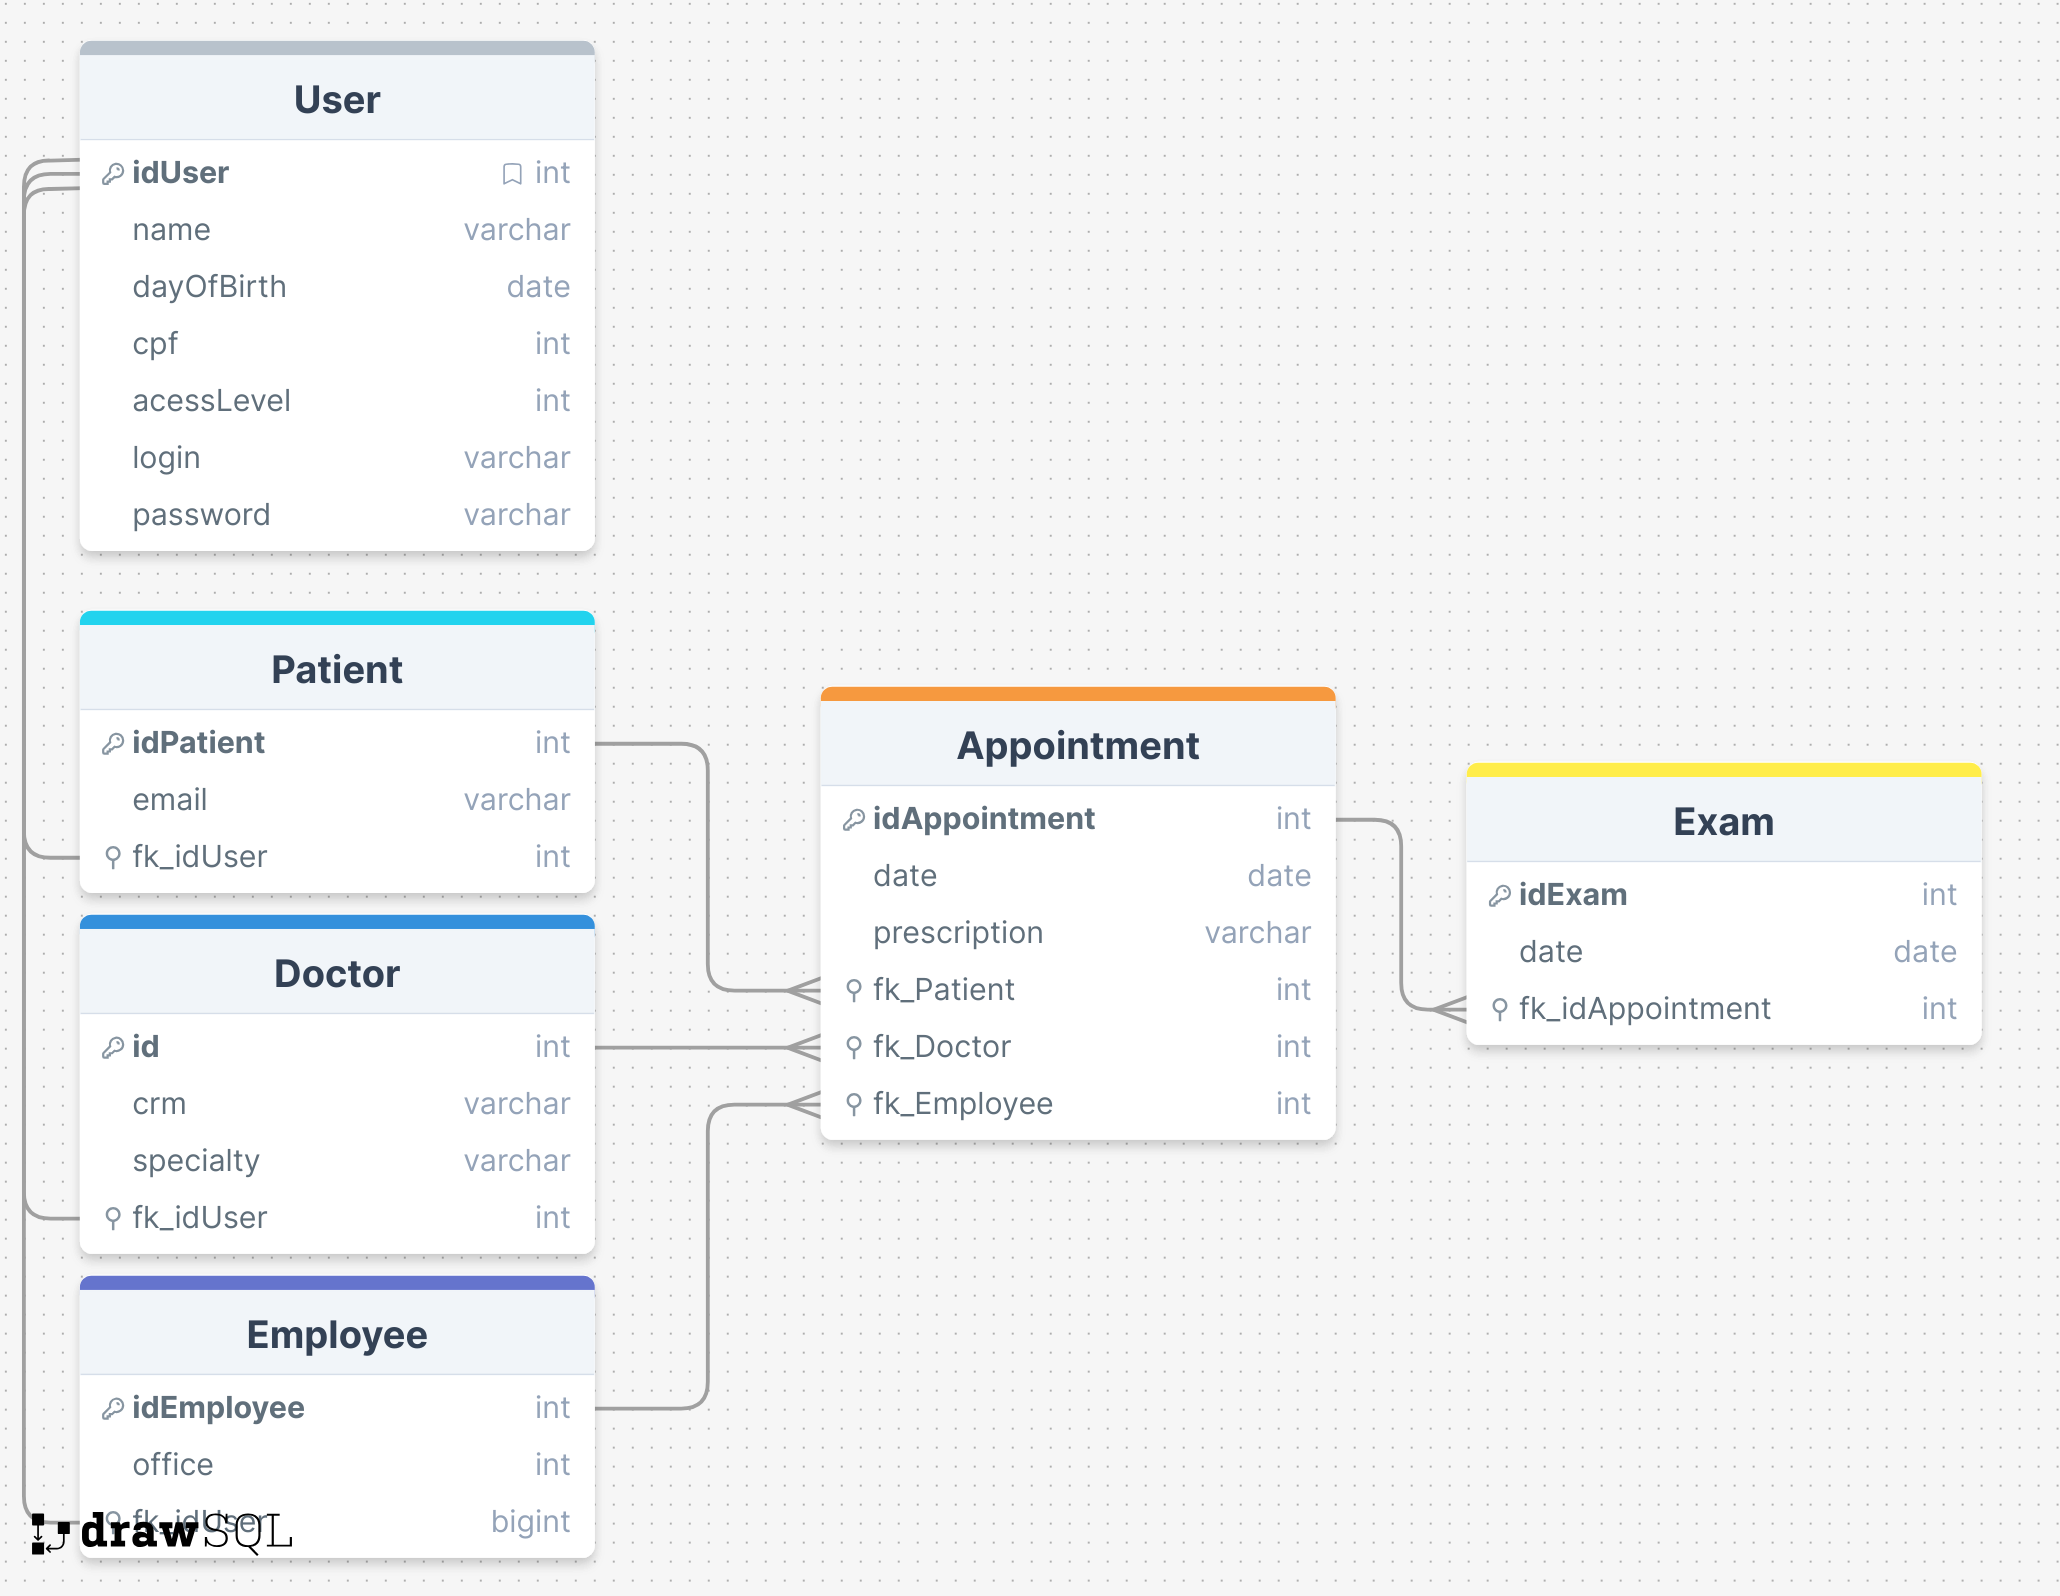 User
idUser int
name varchar
dayOfBirth date
cpf int
acessLevel int
login varchar
password varchar
Patient
idPatient int
email varchar
fk_idUser int
Doctor
id int
crm varchar
specialty varchar
fk_idUser int
Employee
idEmployee int
office int
fk_idUser bigint
drawSQL
Appointment
idAppointment int
date date
prescription varchar
fk_Patient int
fk_Doctor int
fk_Employee int
Exam
idExam int
date date
fk_idAppointment int